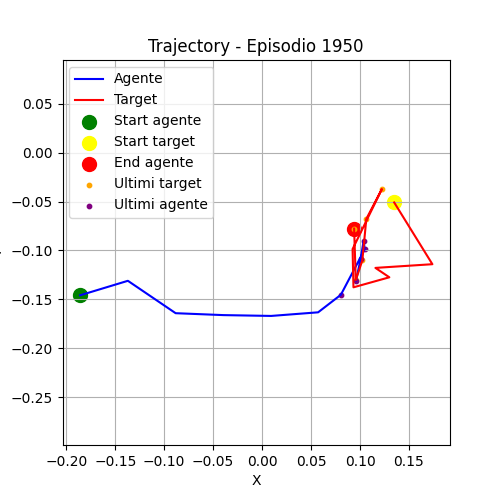 Trajectory - Episodio 1950
Agente
Target
Start agente
Start target
End agente
Ultimi target
Ultimi agente
0.05
0.00
−0.05
−0.10
−0.15
−0.20
−0.25
−0.20 −0.15 −0.10 −0.05 0.00 0.05 0.10 0.15
X